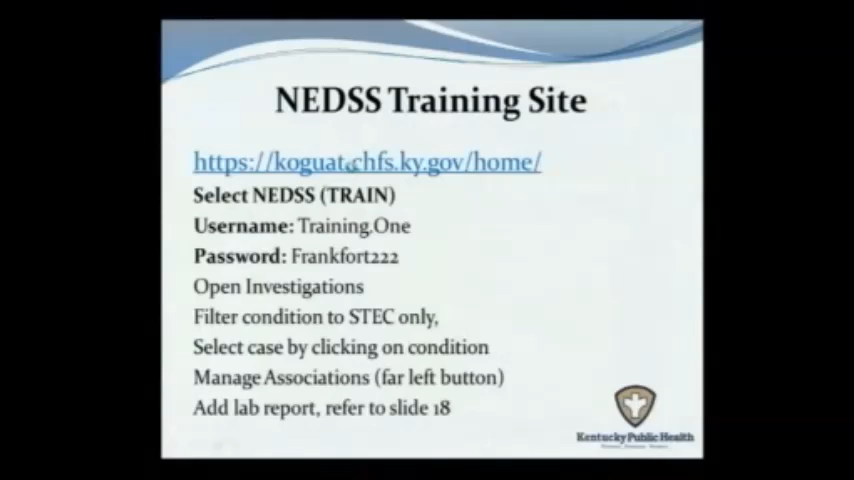 NEDSS Training Site
https://koguat.chfs.ky.gov/home/
Select NEDSS (TRAIN)
Username: Training.One
Password: Frankfort222
Open Investigations
Filter condition to STEC only,
Select case by clicking on condition
Manage Associations (far left button)
Add lab report, refer to slide 18
Kentucky Public Health